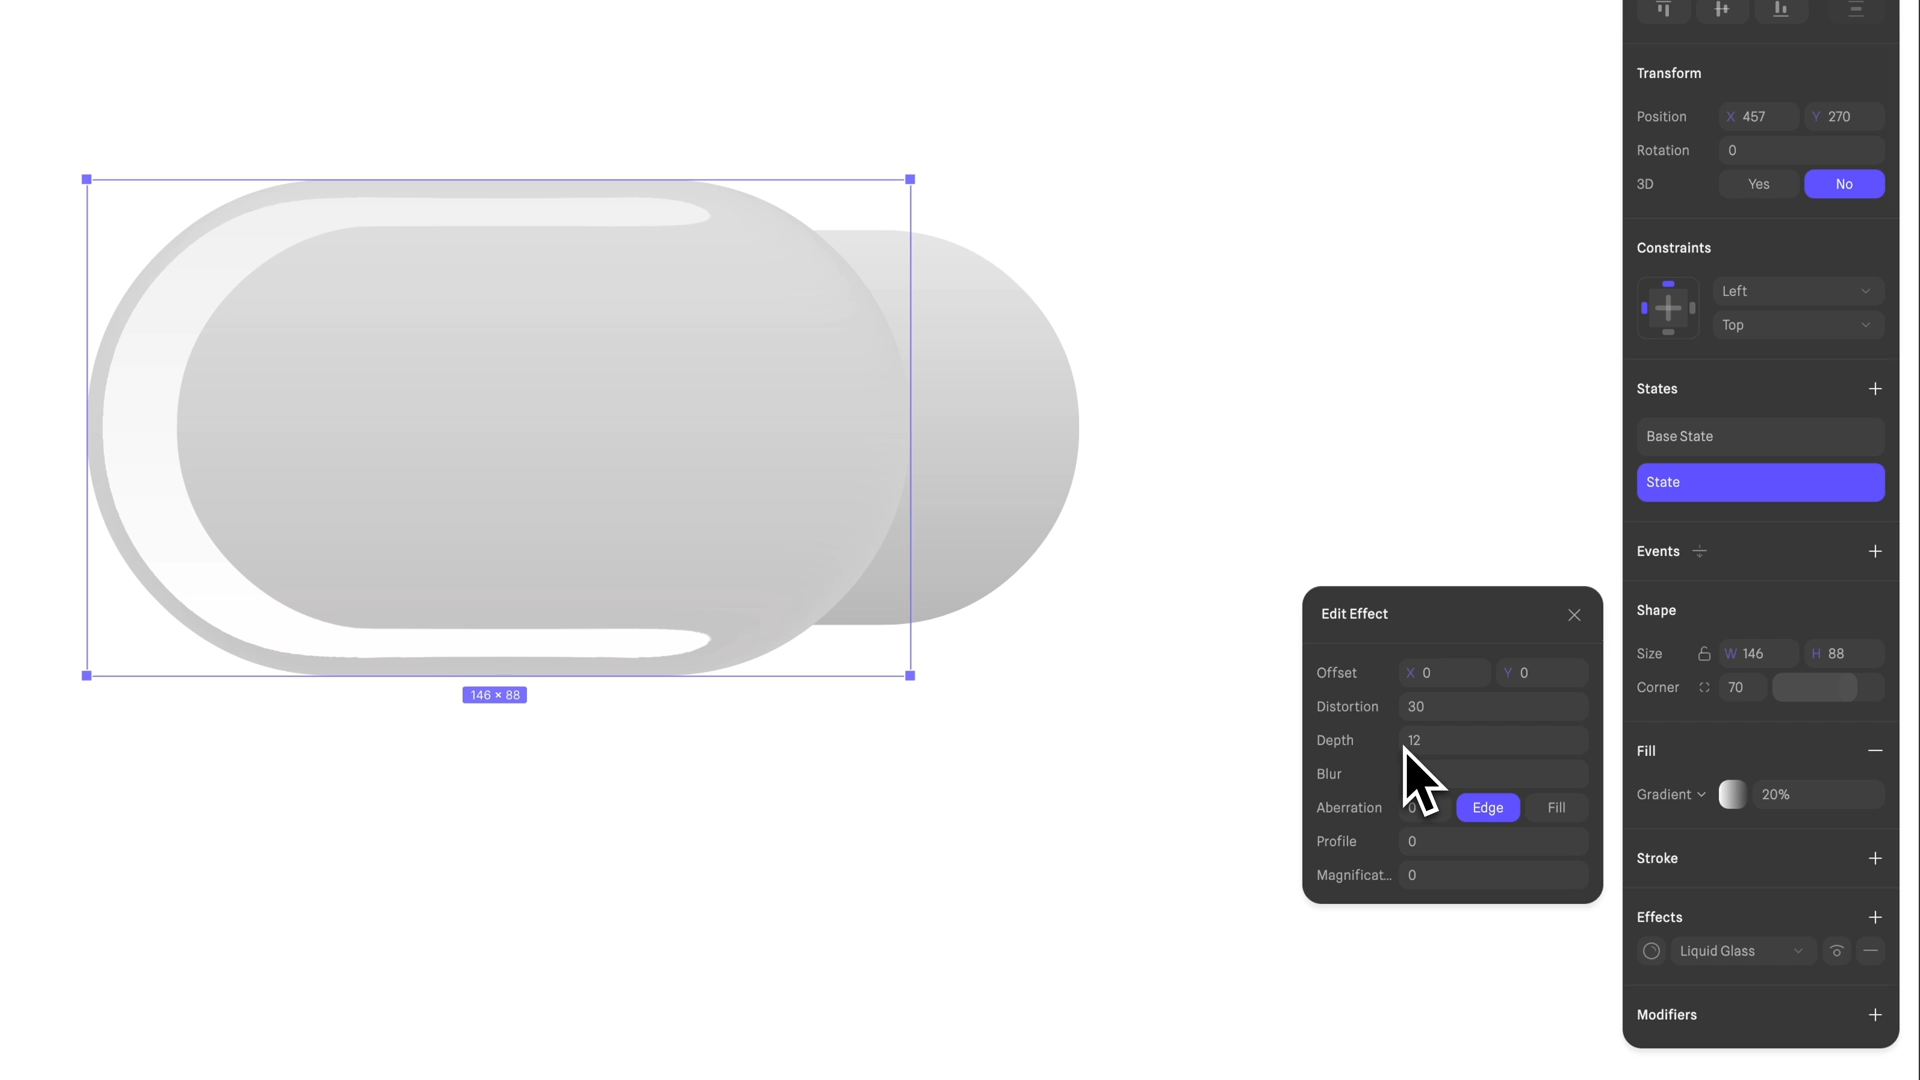 Transform
Position X 457 Y 270
Rotation 0
3D Yes No
Constraints
Left
Top
States
Base State
State
Events
Shape
Size W 146 H 88
Corner 70
Fill
Gradient 20%
Stroke
Effects
Liquid Glass
Modifiers
146 × 88
Edit Effect
Offset X 0 Y 0
Distortion 30
Depth 12
Blur
Aberration 0 Edge Fill
Profile 0
Magnificat... 0